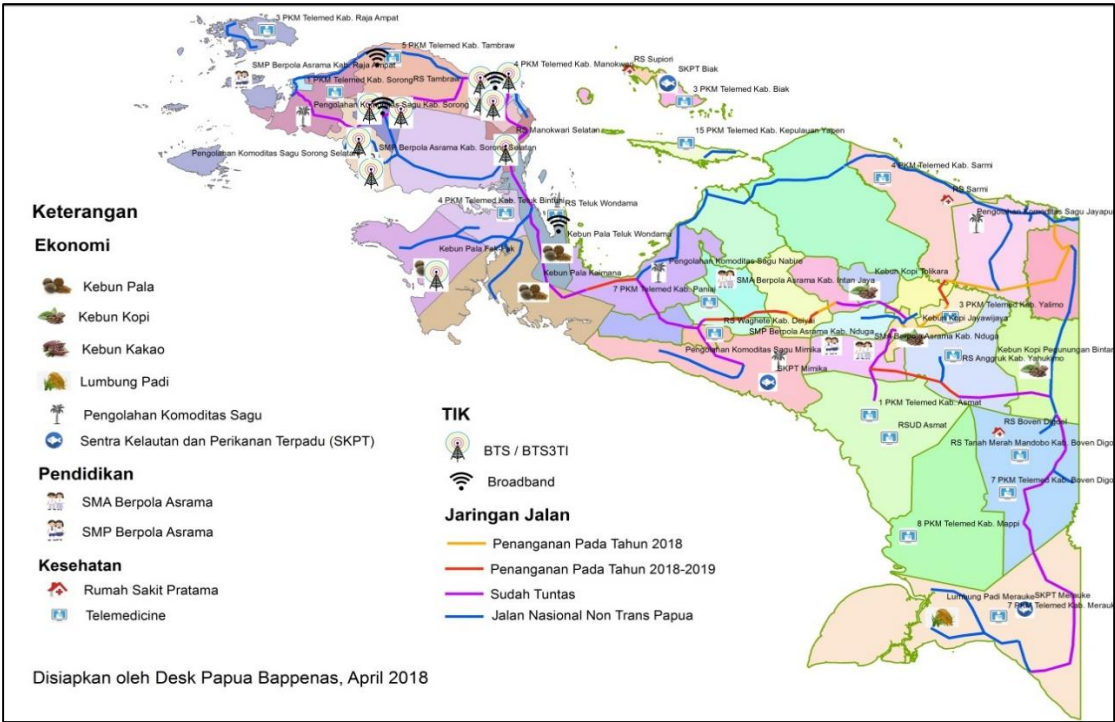 3 PKM Telemed Kab. Raja Ampat
5 PKM Telemed Kab. Tambraw
SMP Berpola Asrama Kab. Raja Ampat
1 PKM Telemed Kab. Sorong
RS Tambraw
4 PKM Telemed Kab. Manokwari
RS Supiori
SKPT Biak
3 PKM Telemed Kab. Biak
Pengolahan Komoditas Sagu Kab. Sorong
RS Manokwari Selatan
15 PKM Telemed Kab. Kepulauan Yapen
Pengolahan Komoditas Sagu Sorong Selatan
SMP Berpola Asrama Kab. Sorong Selatan
4 PKM Telemed Kab. Sarmi
RS Sarmi
4 PKM Telemed Kab. Teluk Bintuni
RS Teluk Wondama
Pengolahan Komoditas Sagu Jayapu
Kebun Pala Teluk Wondama
Kebun Pala Fak-Fak
Kebun Pala Kaimana
Pengolahan Komoditas Sagu Nabire
7 PKM Telemed Kab. Paniai
SMA Berpola Asrama Kab. Intan Jaya
Kebun Kopi Tolikara
3 PKM Telemed Kab. Yalimo
RS Waghete Kab. Deiyai
Kebun Kopi Jayawijaya
SMP Berpola Asrama Kab. Nduga
SMA Berpola Asrama Kab. Nduga
Pengolahan Komoditas Sagu Mimika
SKPT Mimika
RS Anggruk Kab. Yahukimo
Kebun Kopi Pegunungan Bintan
1 PKM Telemed Kab. Asmat
RSUD Asmat
RS Boven Digoel
RS Tanah Merah Mandobo Kab. Boven Digo
7 PKM Telemed Kab. Boven Digo
8 PKM Telemed Kab. Mappi
Lumbung Padi Merauke
SKPT Merauke
7 PKM Telemed Kab. Merauk
Keterangan
Ekonomi
Kebun Pala
Kebun Kopi
Kebun Kakao
Lumbung Padi
Pengolahan Komoditas Sagu
Sentra Kelautan dan Perikanan Terpadu (SKPT)
Pendidikan
SMA Berpola Asrama
SMP Berpola Asrama
Kesehatan
Rumah Sakit Pratama
Telemedicine
TIK
BTS / BTS3TI
Broadband
Jaringan Jalan
Penanganan Pada Tahun 2018
Penanganan Pada Tahun 2018-2019
Sudah Tuntas
Jalan Nasional Non Trans Papua
Disiapkan oleh Desk Papua Bappenas, April 2018